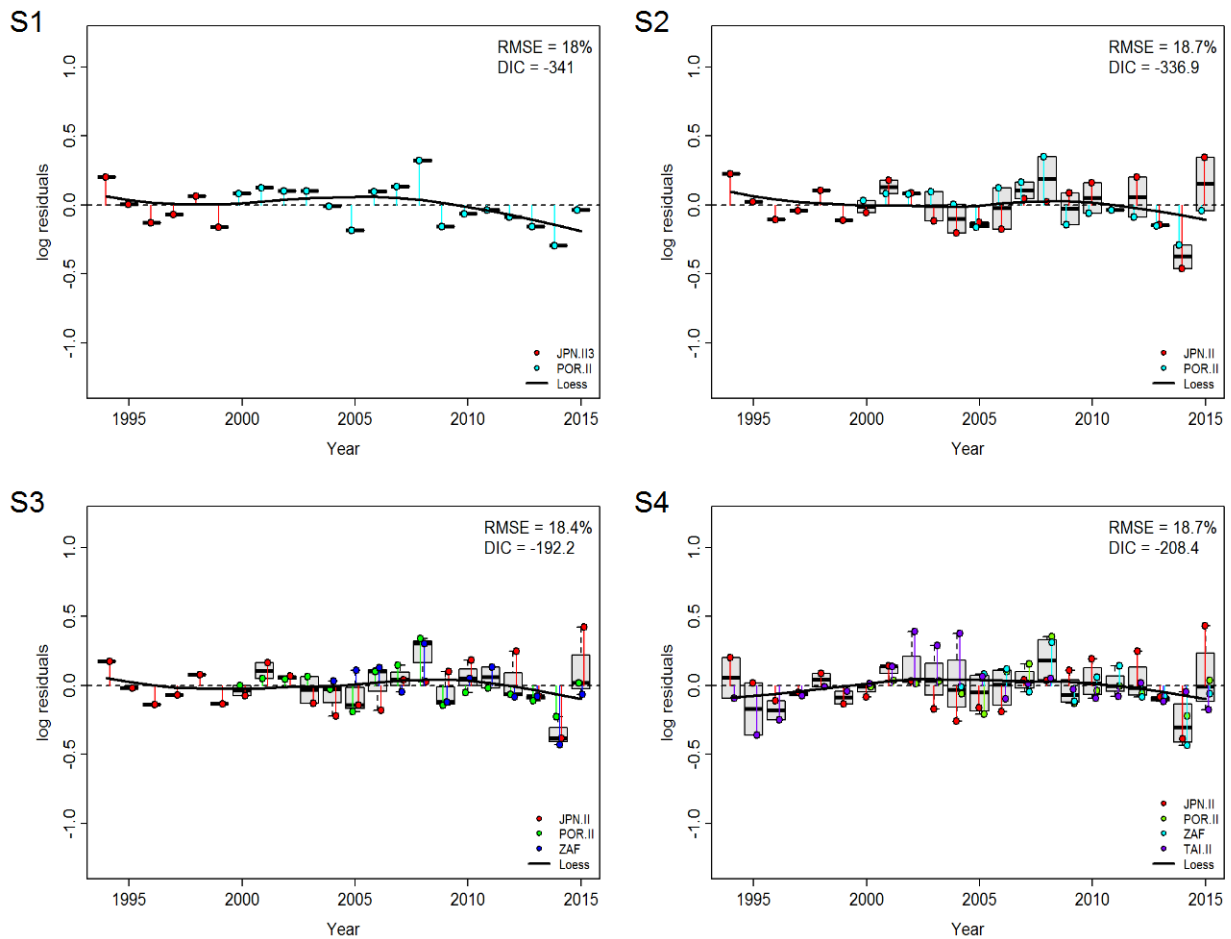 S1
RMSE = 18%
DIC = -341
log residuals
1.0
0.5
0.0
-0.5
-1.0
JPN.II3
POR.II
Loess
1995 2000 2005 2010 2015
Year
S2
RMSE = 18.7%
DIC = -336.9
log residuals
1.0
0.5
0.0
-0.5
-1.0
JPN.II
POR.II
Loess
1995 2000 2005 2010 2015
Year
S3
RMSE = 18.4%
DIC = -192.2
log residuals
1.0
0.5
0.0
-0.5
-1.0
JPN.II
POR.II
ZAF
Loess
1995 2000 2005 2010 2015
Year
S4
RMSE = 18.7%
DIC = -208.4
log residuals
1.0
0.5
0.0
-0.5
-1.0
JPN.II
POR.II
ZAF
TAI.II
Loess
1995 2000 2005 2010 2015
Year